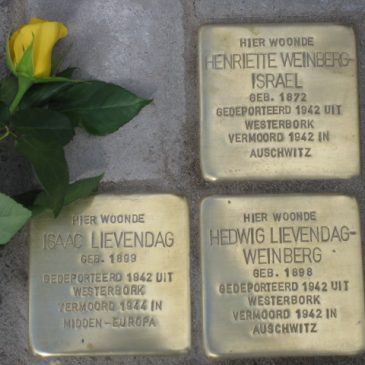 HIER WOONDE
HENRIETTE WEINBERG-
ISRAEL
GEB. 1872
GEDEPORTEERD 1942 UIT
WESTERBORK
VERMOORD 1942 IN
AUSCHWITZ
HIER WOONDE
ISAAC LIEVENDAG
GEB. 1899
GEDEPORTEERD 1942 UIT
WESTERBORK
VERMOORD 1944 IN
MIDDEN-EUROPA
HIER WOONDE
HEDWIG LIEVENDAG-
WEINBERG
GEB. 1898
GEDEPORTEERD 1942 UIT
WESTERBORK
VERMOORD 1942 IN
AUSCHWITZ